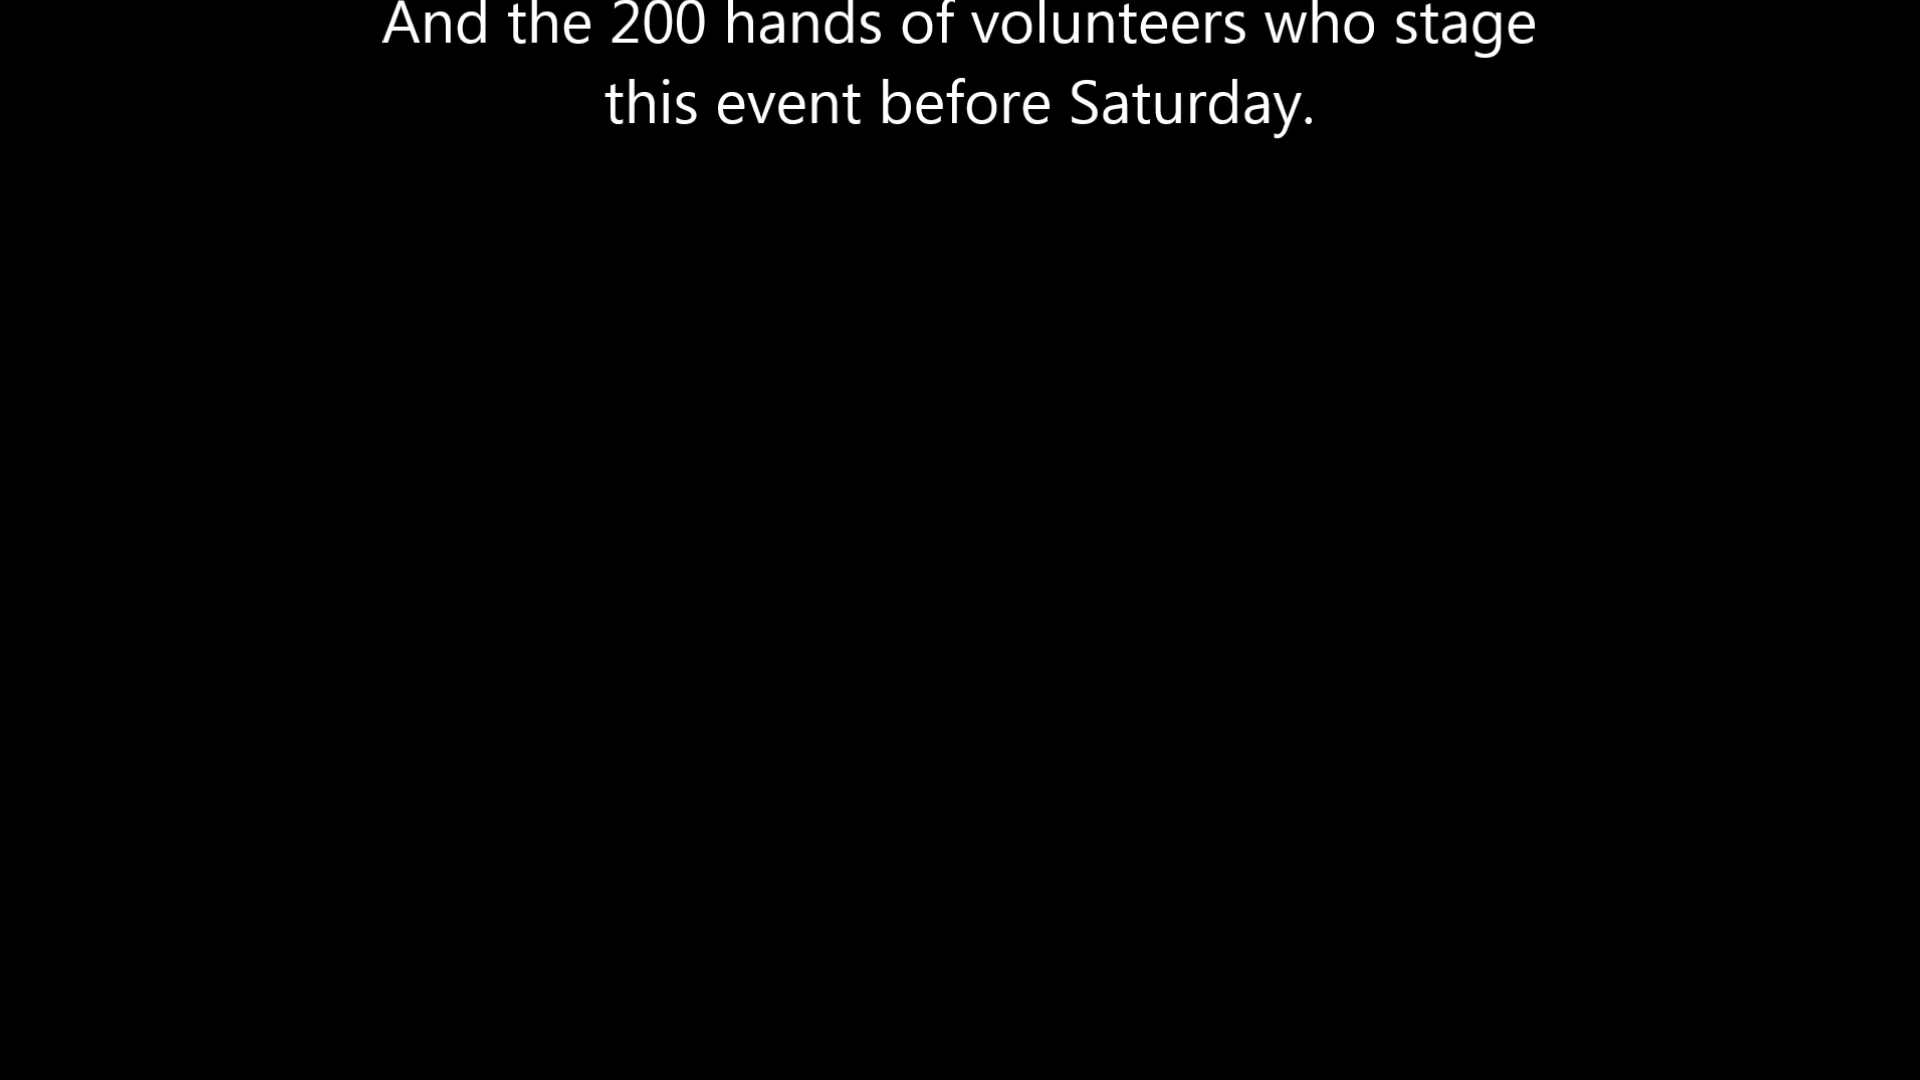 And the 200 hands of volunteers who stage
this event before Saturday.